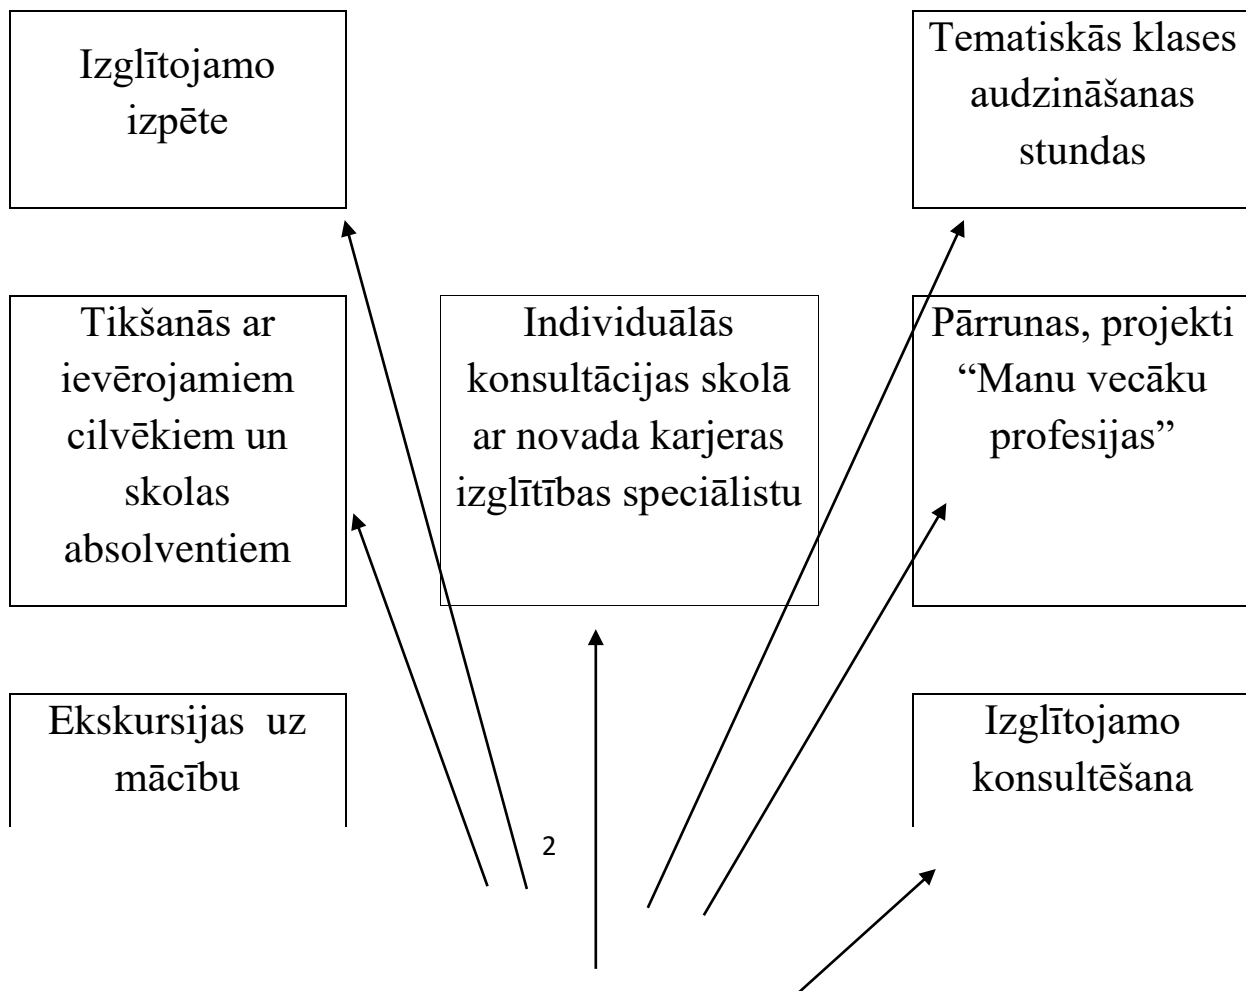 Izglītojamo
izpēte
Tematiskās klases
audzināšanas
stundas
Tikšanās ar
ievērojamiem
cilvēkiem un
skolas
absolventiem
Individuālās
konsultācijas skolā
ar novada karjeras
izglītības speciālistu
Pārrunas, projekti
“Manu vecāku
profesijas”
Ekskursijas uz
mācību
Izglītojamo
konsultēšana
2